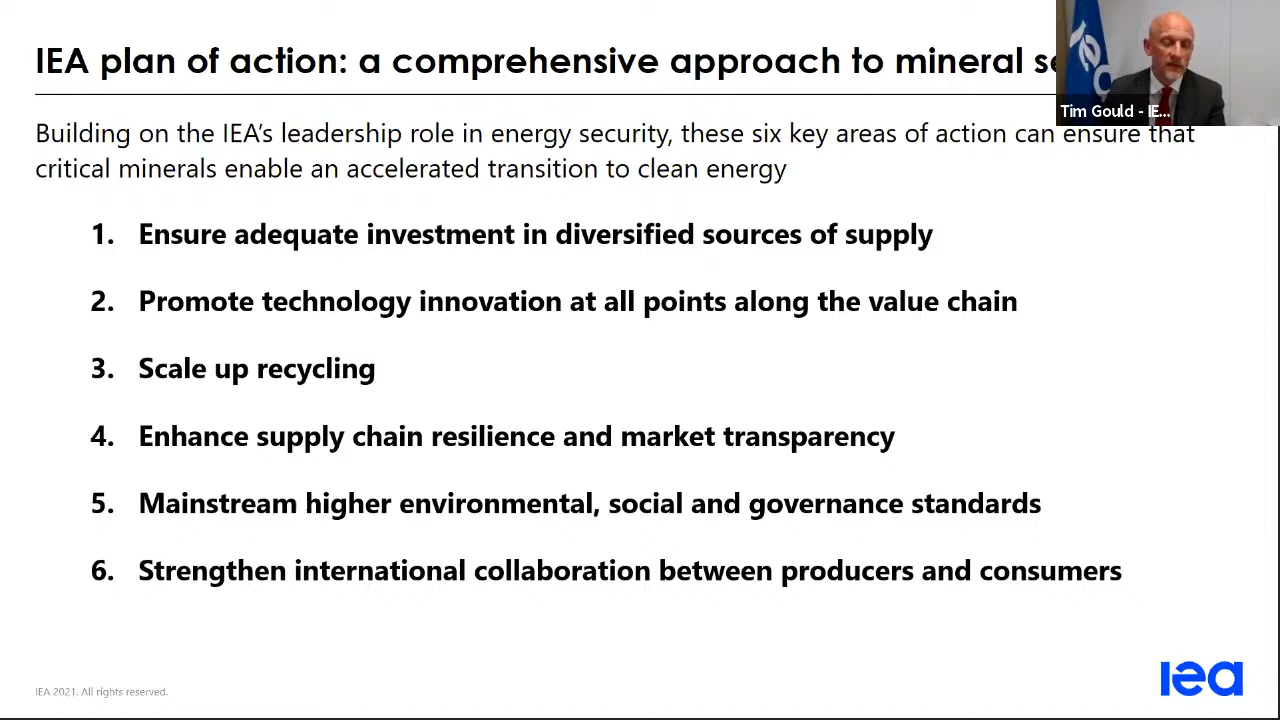 IEA plan of action: a comprehensive approach to mineral
iea
Tim Gould - IE...
Building on the IEA's leadership role in energy security, these six key areas of action can ensure that
critical minerals enable an accelerated transition to clean energy
1. Ensure adequate investment in diversified sources of supply
2. Promote technology innovation at all points along the value chain
3. Scale up recycling
4. Enhance supply chain resilience and market transparency
5. Mainstream higher environmental, social and governance standards
6. Strengthen international collaboration between producers and consumers
IEA 2021. All rights reserved.
iea